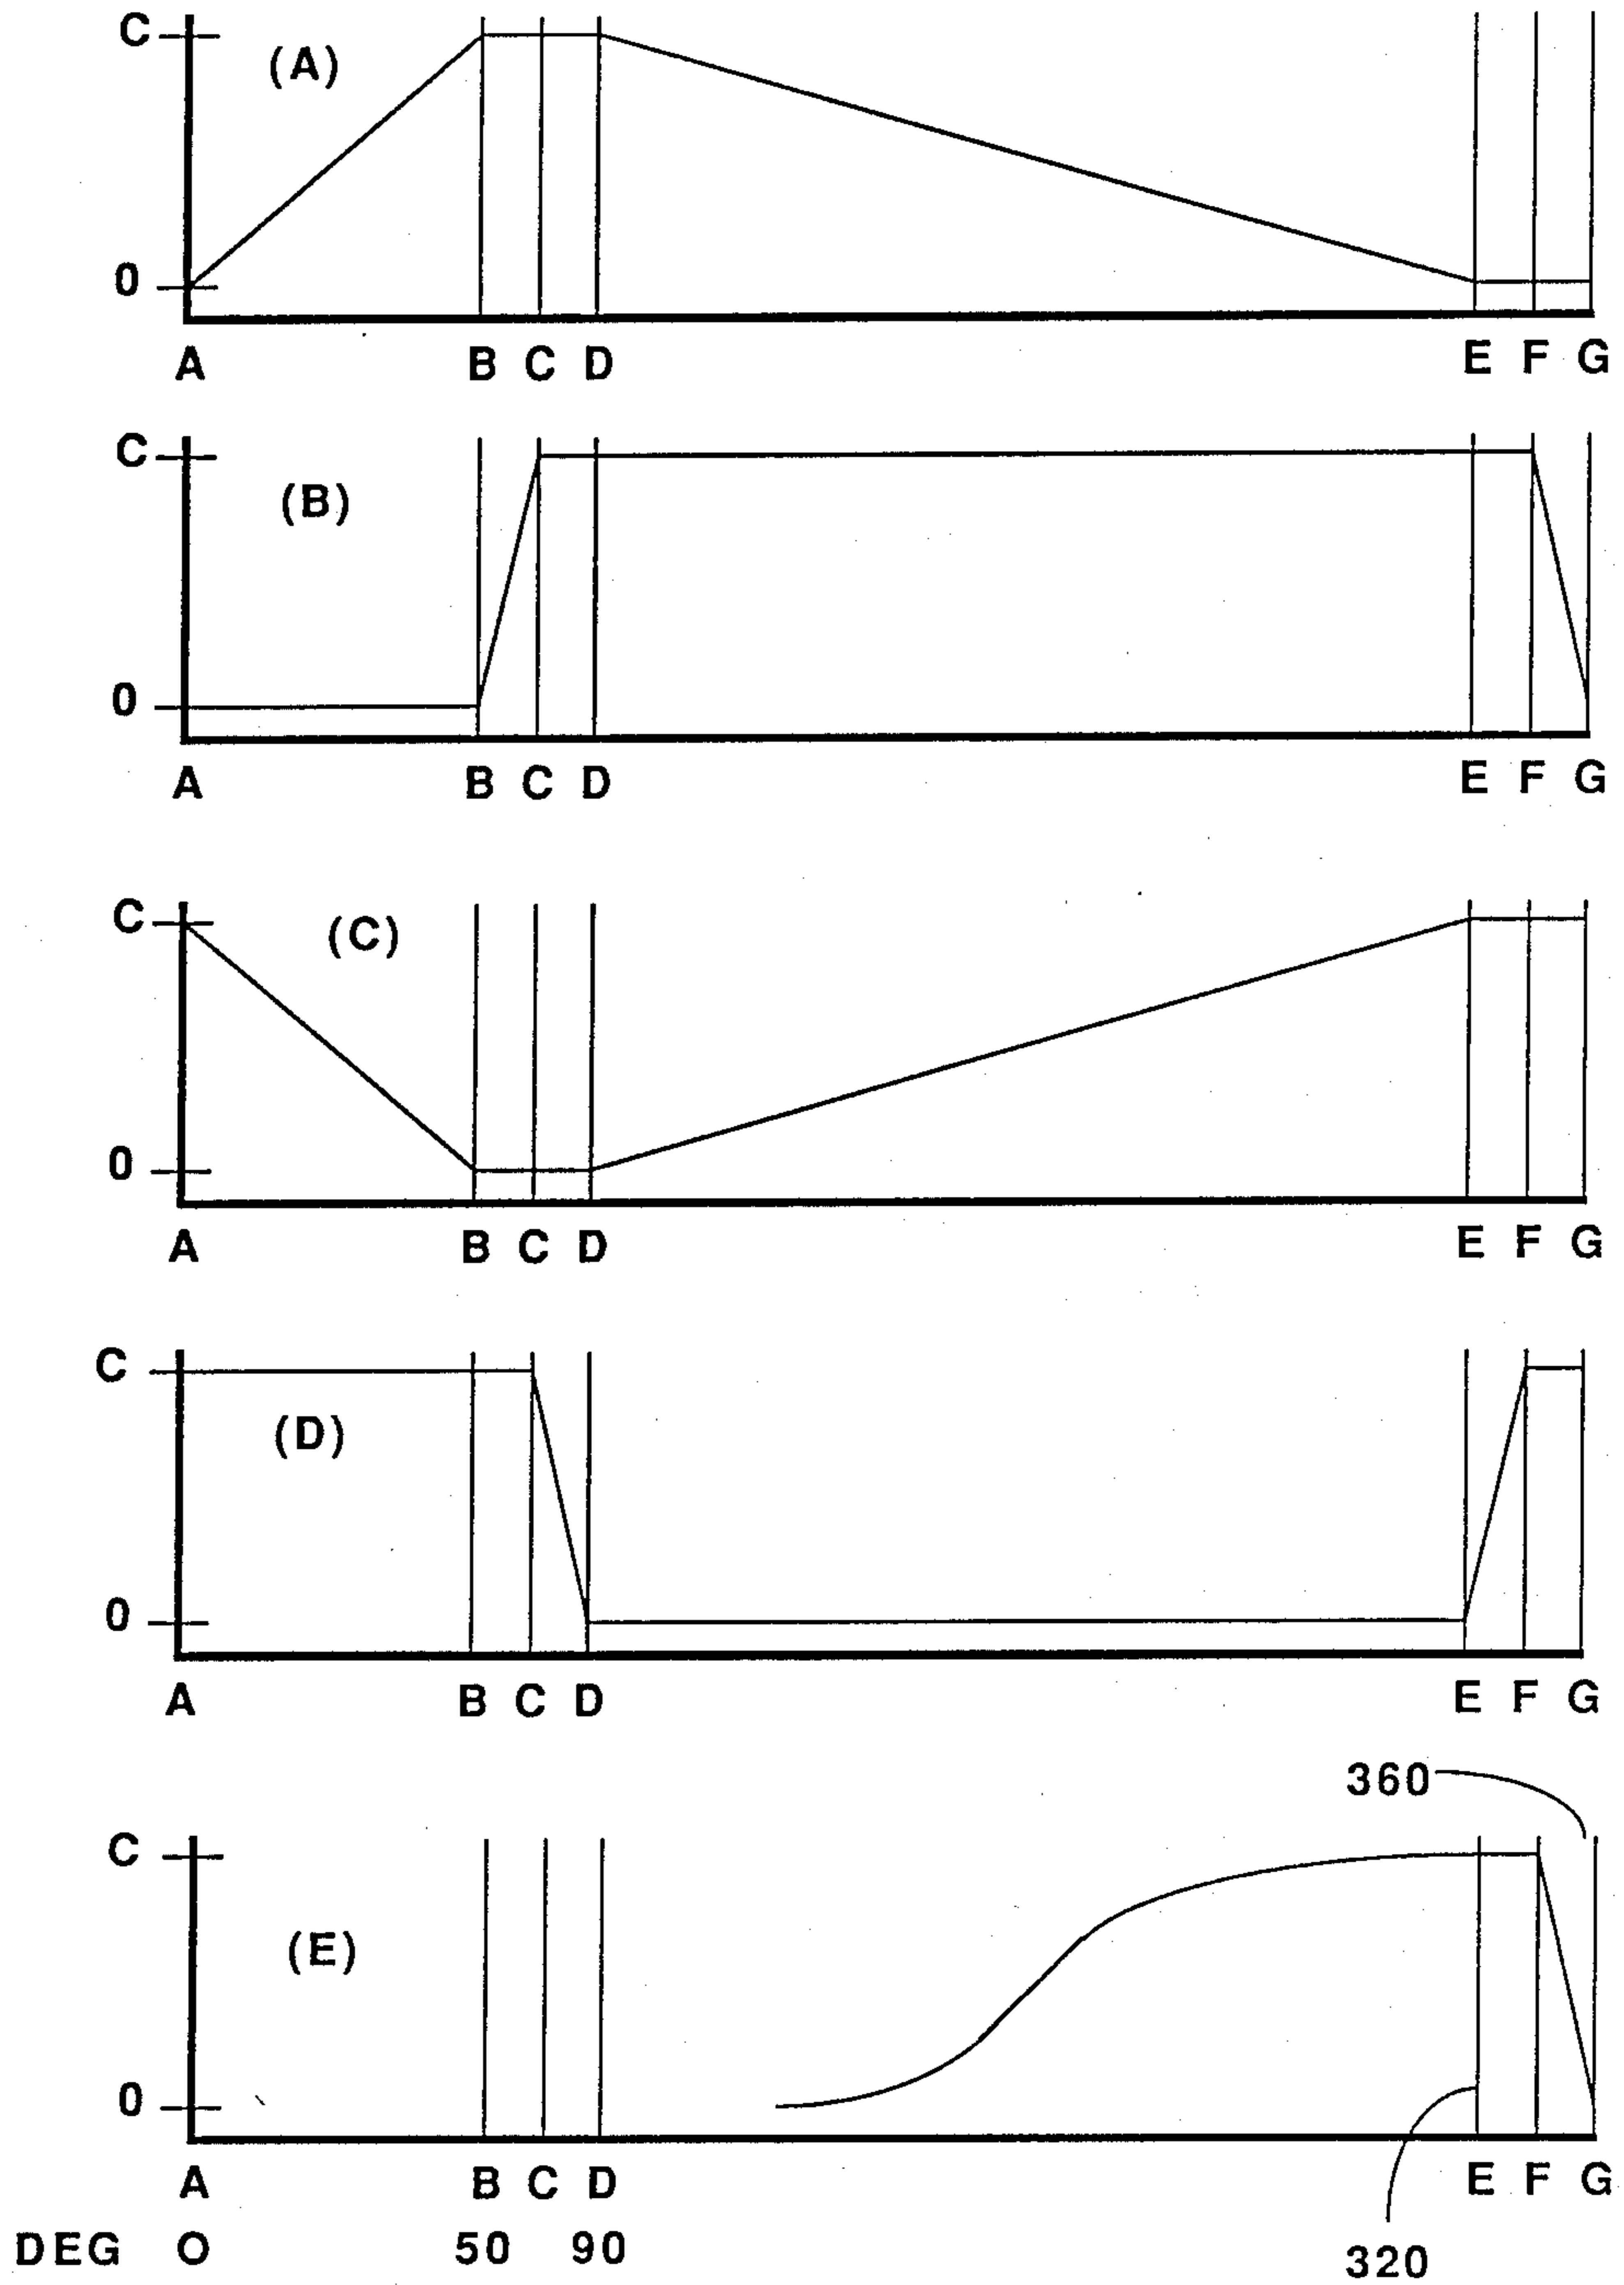 C (A)
0
A B C D E F G
C (B)
0
A B C D E F G
C (C)
0
A B C D E F G
C (D)
0
A B C D E F G
360
C
(E)
0
A B C D E F G
DEG O 50 90 320